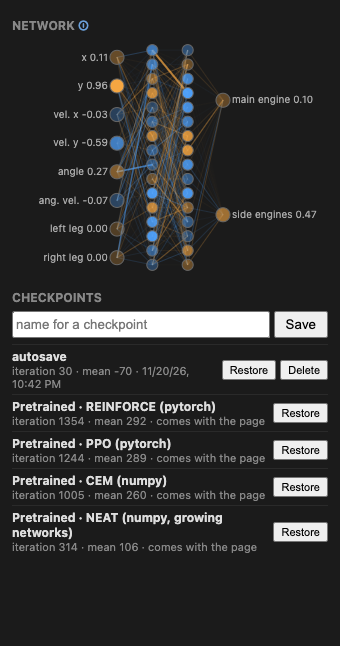 NETWORK ⓘ
x 0.11
y 0.96
vel. x -0.03
vel. y -0.59
angle 0.27
ang. vel. -0.07
left leg 0.00
right leg 0.00
main engine 0.10
side engines 0.47
CHECKPOINTS
name for a checkpoint Save
autosave
iteration 30 · mean -70 · 11/20/26,
10:42 PM
Restore Delete
Pretrained · REINFORCE (pytorch)
iteration 1354 · mean 292 · comes with the page
Restore
Pretrained · PPO (pytorch)
iteration 1244 · mean 289 · comes with the page
Restore
Pretrained · CEM (numpy)
iteration 1005 · mean 260 · comes with the page
Restore
Pretrained · NEAT (numpy, growing
networks)
iteration 314 · mean 106 · comes with the page
Restore